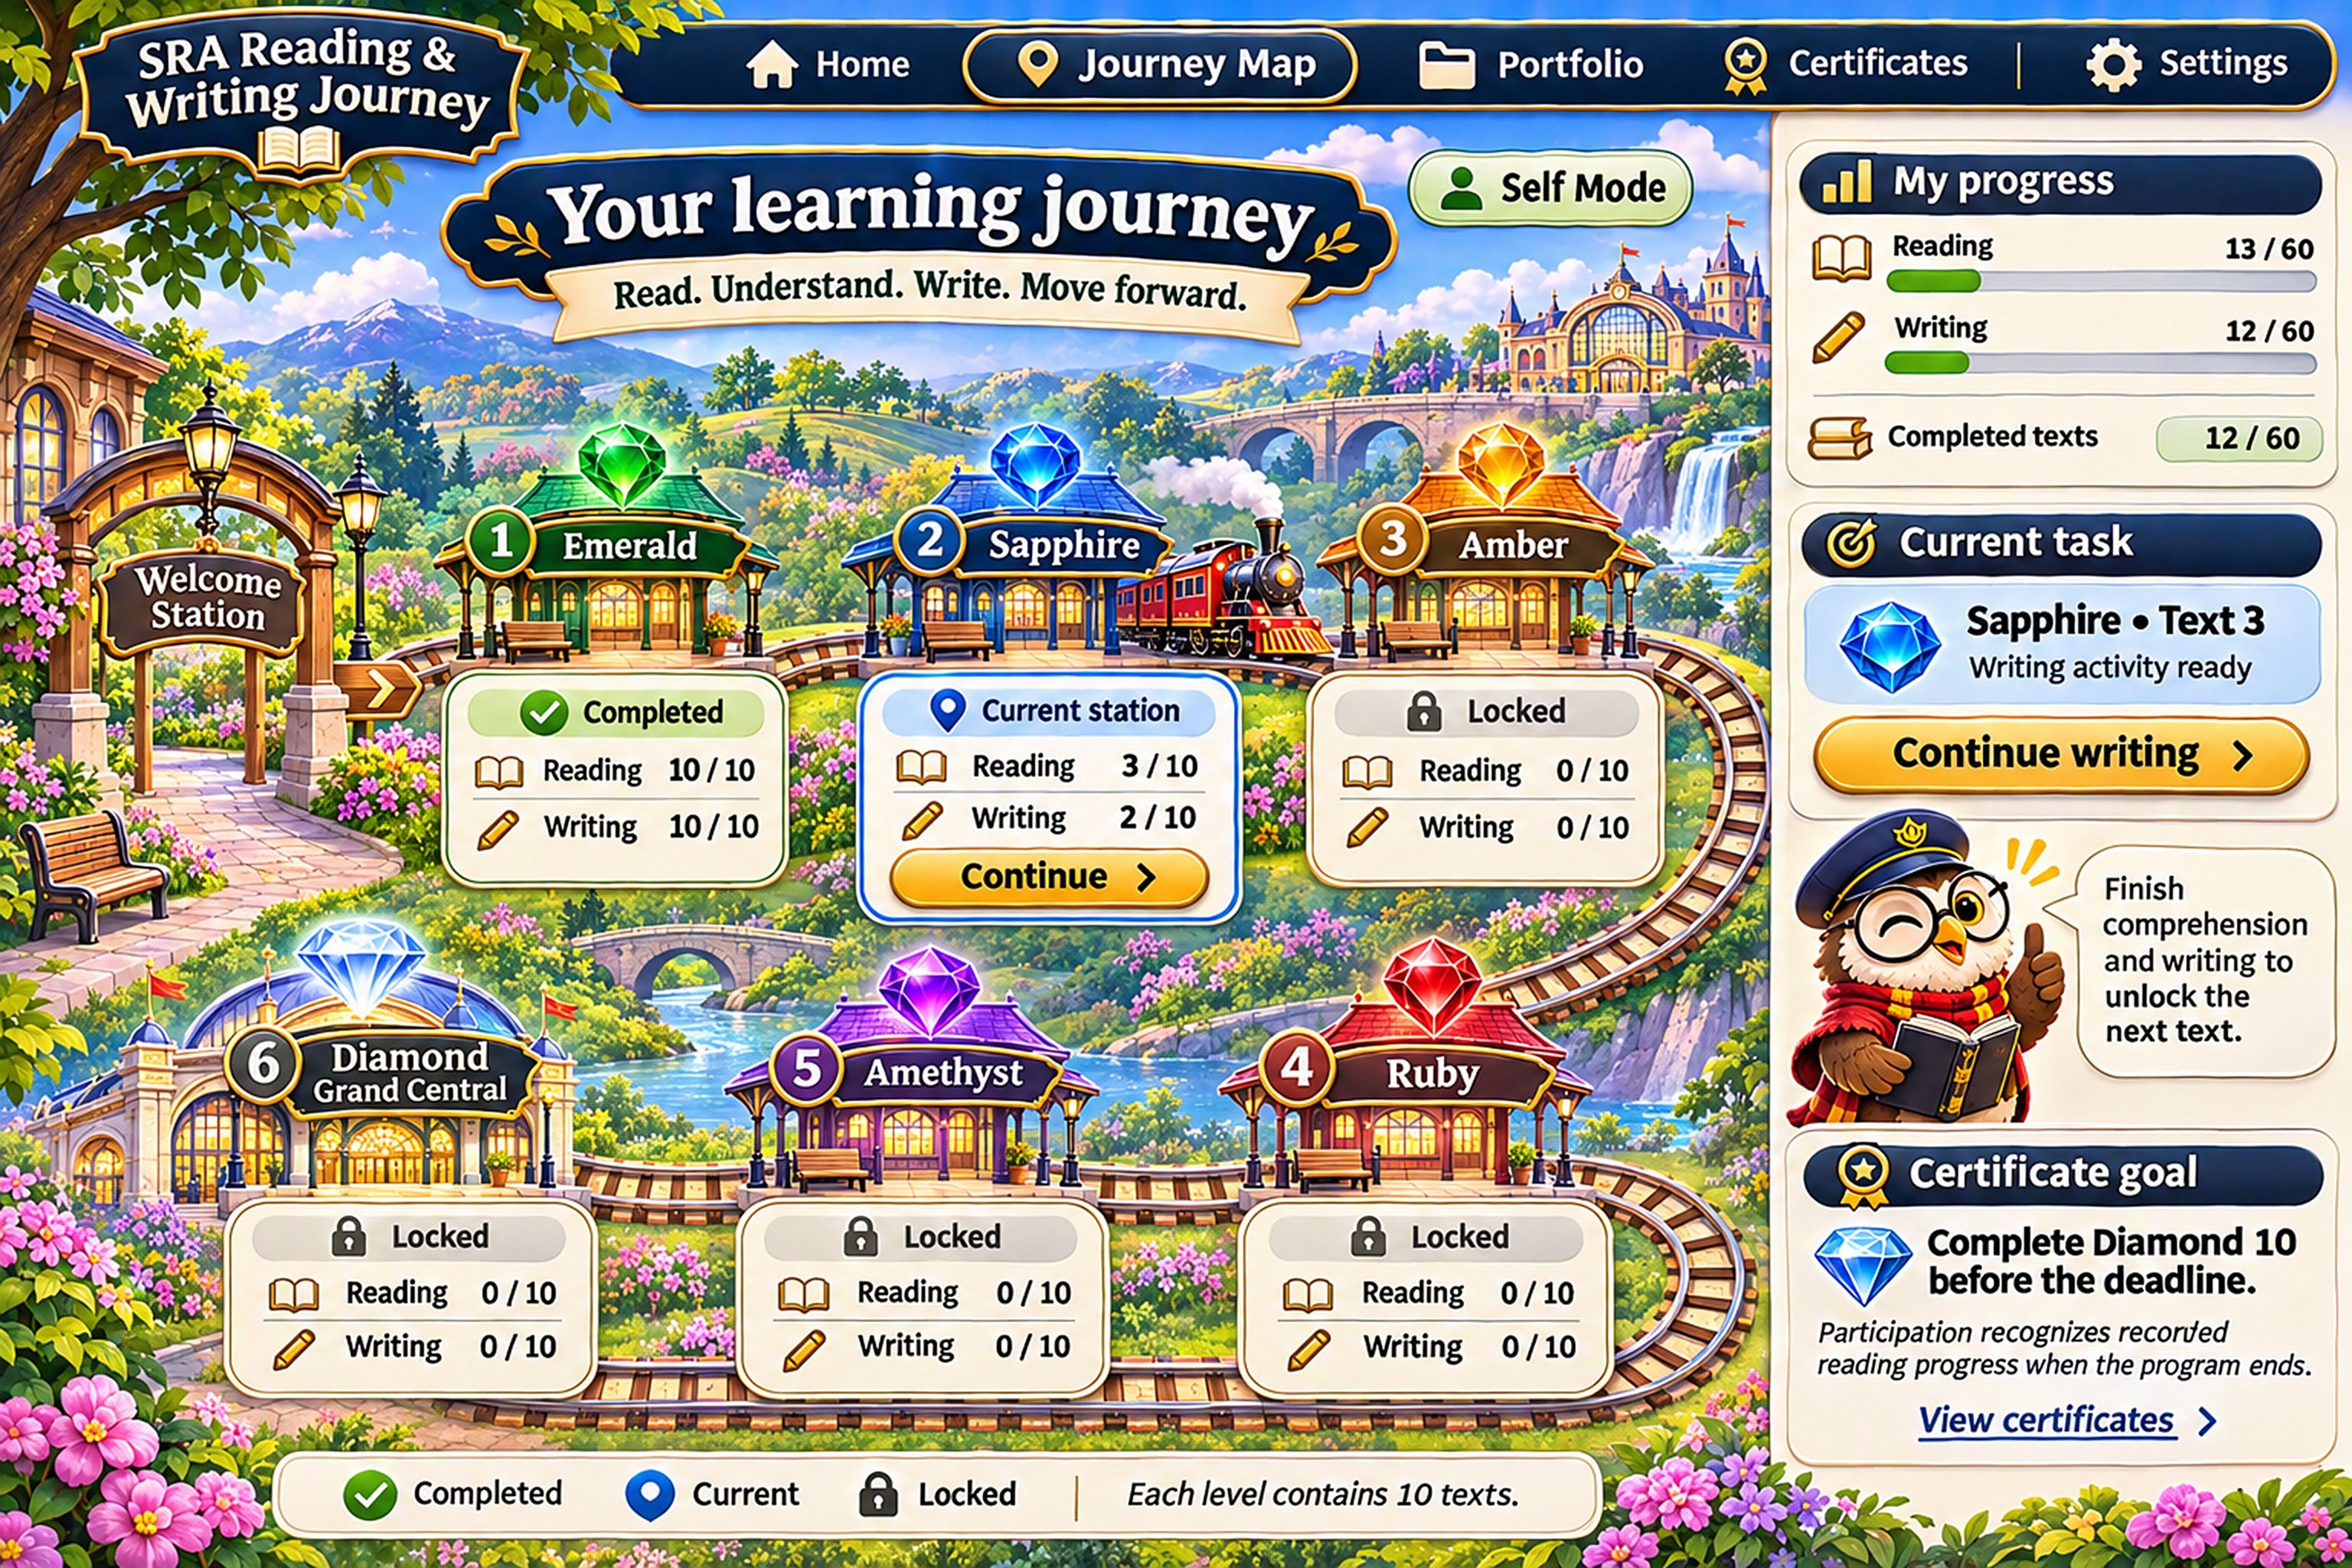 SRA Reading &
Writing Journey
Home
Journey Map
Portfolio
Certificates
Settings
Your learning journey
Read. Understand. Write. Move forward.
Self Mode
Welcome
Station
1
Emerald
Completed
Reading 10 / 10
Writing 10 / 10
2
Sapphire
Current station
Reading 3 / 10
Writing 2 / 10
Continue
3
Amber
Locked
Reading 0 / 10
Writing 0 / 10
6
Diamond
Grand Central
Locked
Reading 0 / 10
Writing 0 / 10
5
Amethyst
Locked
Reading 0 / 10
Writing 0 / 10
4
Ruby
Locked
Reading 0 / 10
Writing 0 / 10
Completed
Current
Locked
Each level contains 10 texts.
My progress
Reading 13 / 60
Writing 12 / 60
Completed texts 12 / 60
Current task
Sapphire • Text 3
Writing activity ready
Continue writing
Finish
comprehension
and writing to
unlock the
next text.
Certificate goal
Complete Diamond 10
before the deadline.
Participation recognizes recorded
reading progress when the program ends.
View certificates